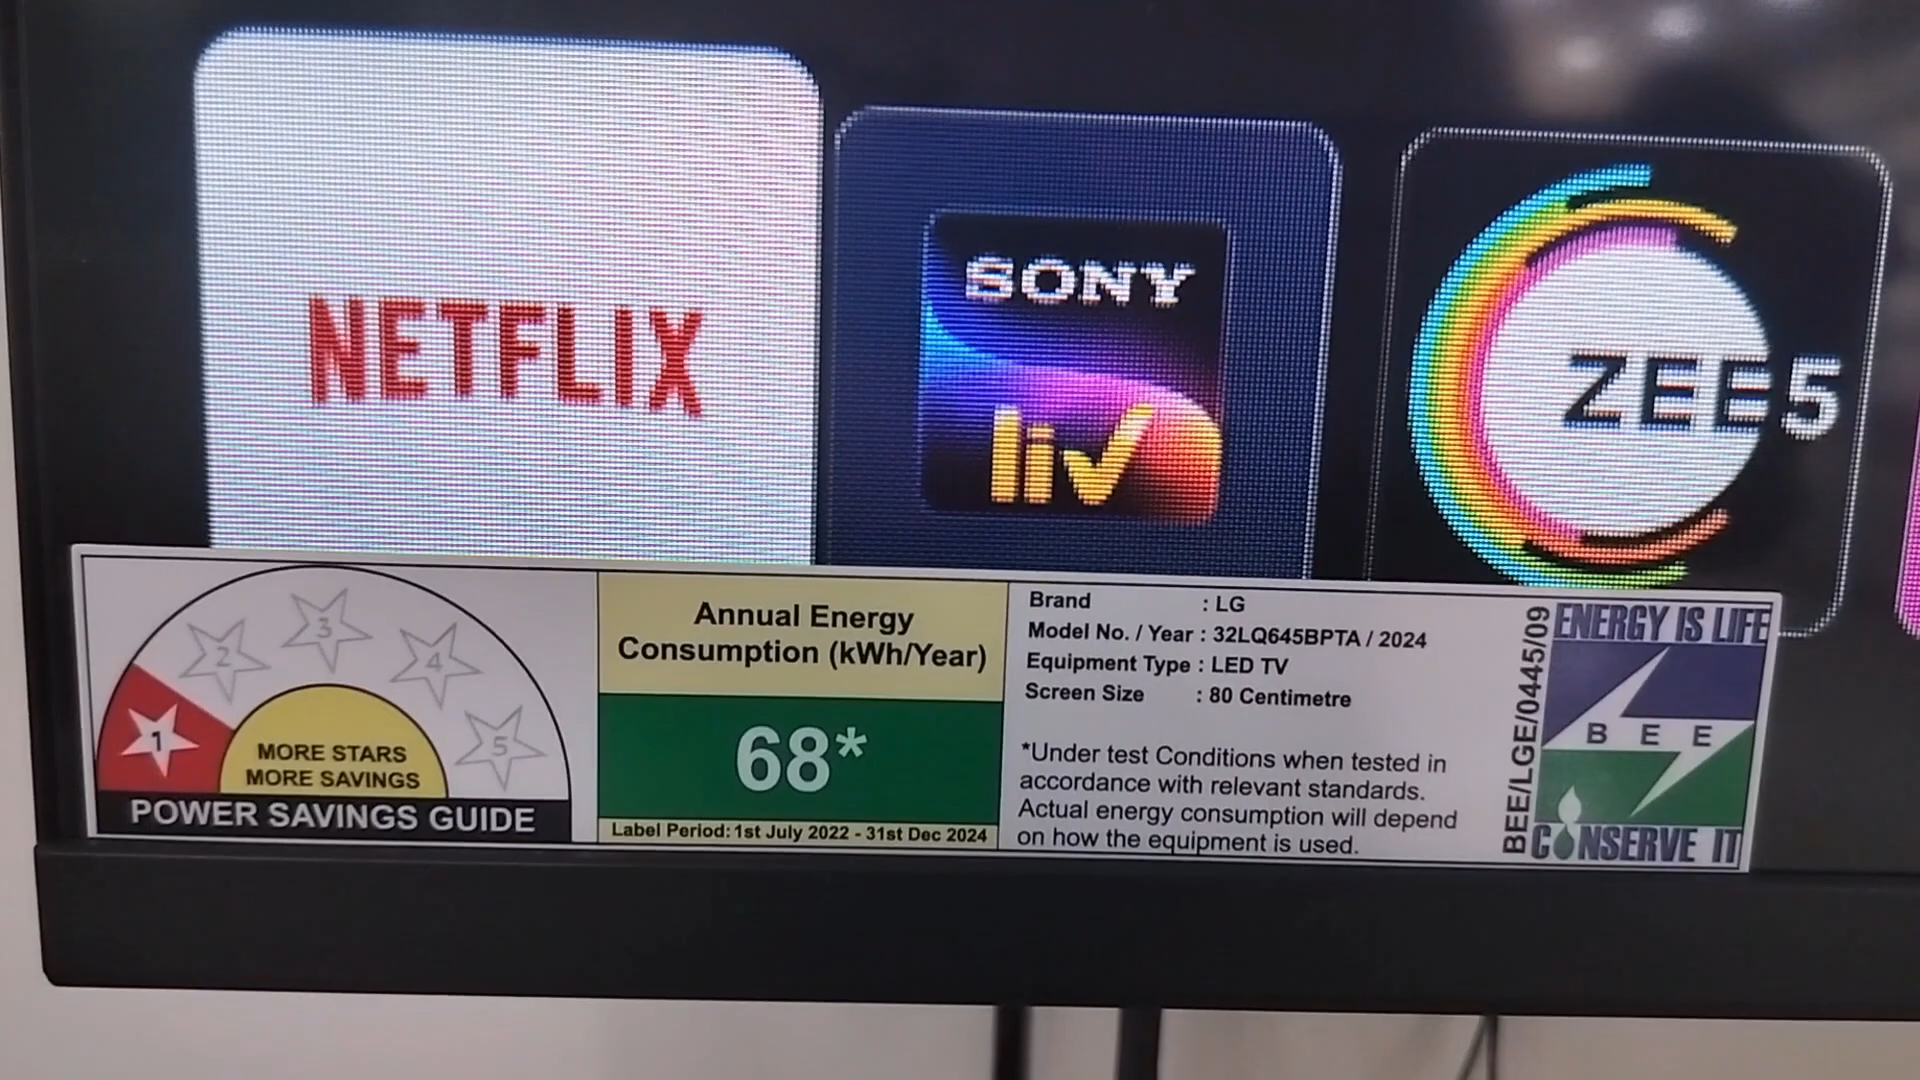 NETFLIX
SONY
liv
ZEE5
1
2
3
4
5
MORE STARS
MORE SAVINGS
POWER SAVINGS GUIDE
Annual Energy
Consumption (kWh/Year)
68*
Label Period: 1st July 2022 - 31st Dec 2024
Brand : LG
Model No. / Year : 32LQ645BPTA / 2024
Equipment Type : LED TV
Screen Size : 80 Centimetre
*Under test Conditions when tested in
accordance with relevant standards.
Actual energy consumption will depend
on how the equipment is used.
BEE/LGE/0445/09
ENERGY IS LIFE
BEE
CONSERVE IT